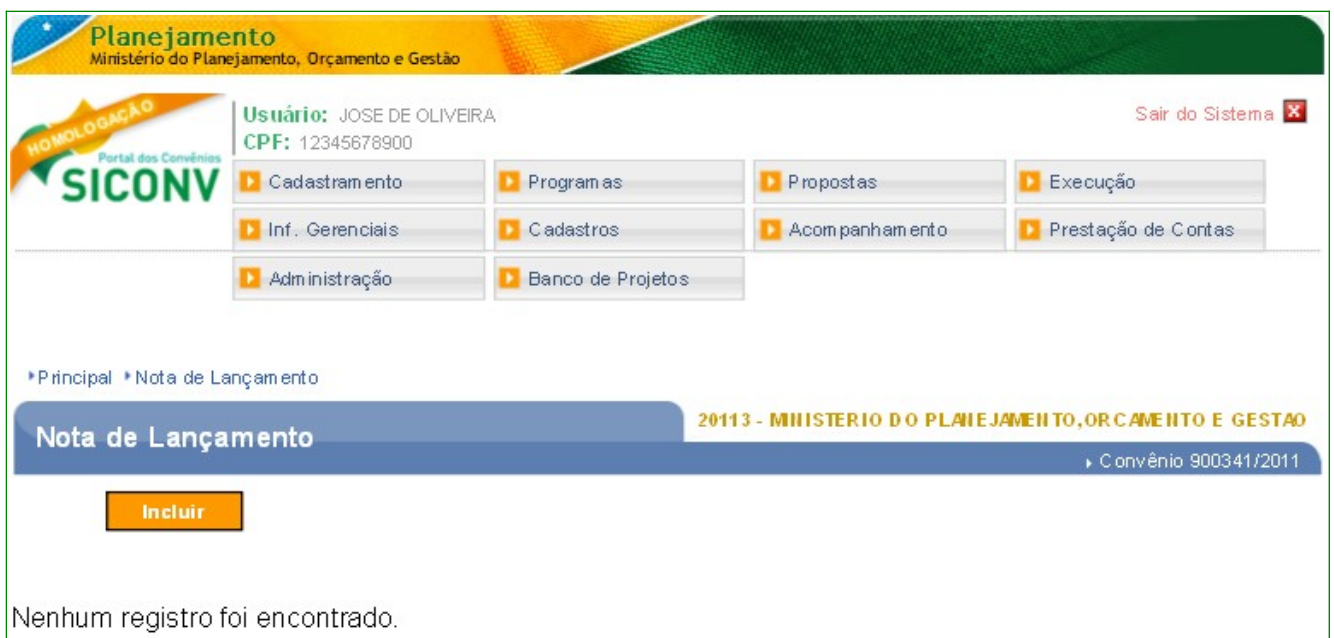 Planejamento
Ministério do Planejamento, Orçamento e Gestão
HOMOLOGAÇÃO
Portal dos Convênios
SICONV
Usuário: JOSE DE OLIVEIRA
CPF: 12345678900
Sair do Sistema
Cadastramento Programas Propostas Execução
Inf. Gerenciais Cadastros Acompanhamento Prestação de Contas
Administração Banco de Projetos
Principal Nota de Lançamento
20113 - MINISTERIO DO PLANEJAMENTO,ORCAMENTO E GESTAO
Nota de Lançamento
Convênio 900341/2011
Incluir
Nenhum registro foi encontrado.